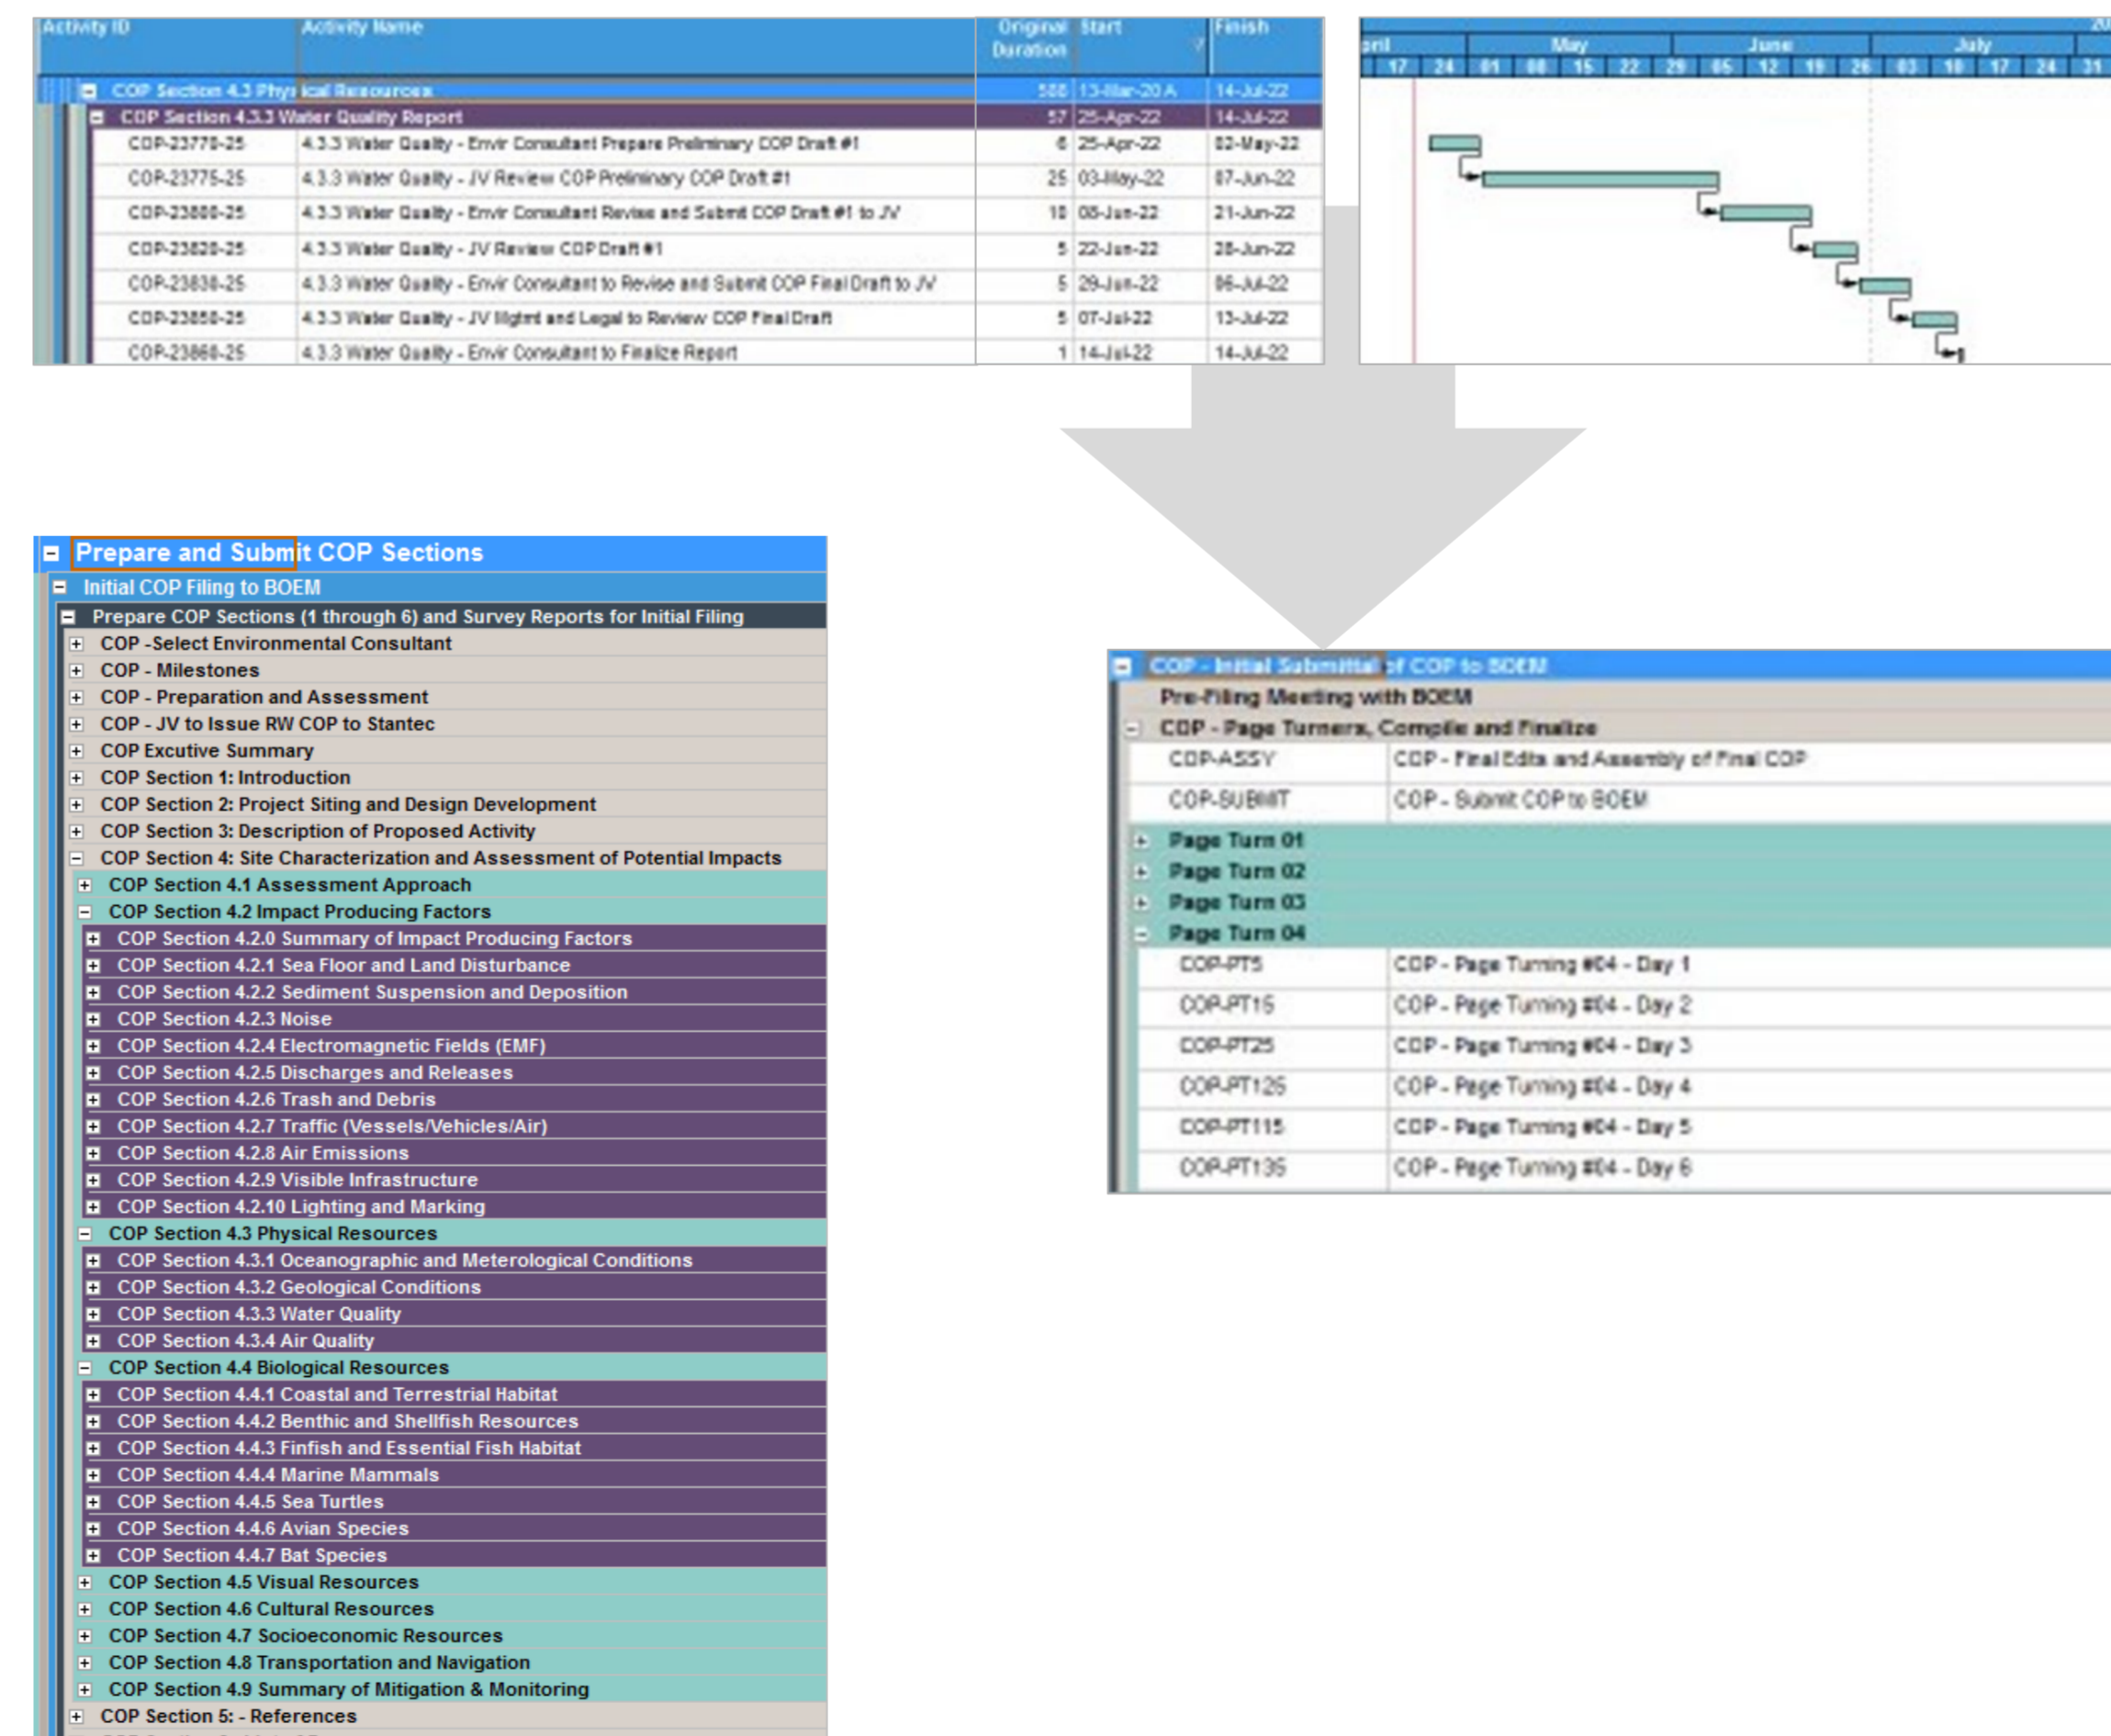 Activity ID Activity Name Original Duration Start Finish
COP Section 4.3 Physical Resources 588 13-Mar-20 A 14-Jul-22
COP Section 4.3.3 Water Quality Report 57 25-Apr-22 14-Jul-22
COP-23770-25 4.3.3 Water Quality - Envir Consultant Prepare Preliminary COP Draft #1 6 25-Apr-22 02-May-22
COP-23775-25 4.3.3 Water Quality - JV Review COP Preliminary COP Draft #1 25 03-May-22 07-Jun-22
COP-23800-25 4.3.3 Water Quality - Envir Consultant Revise and Submit COP Draft #1 to JV 10 08-Jun-22 21-Jun-22
COP-23820-25 4.3.3 Water Quality - JV Review COP Draft #1 5 22-Jun-22 28-Jun-22
COP-23830-25 4.3.3 Water Quality - Envir Consultant to Revise and Submit COP Final Draft to JV 5 29-Jun-22 06-Jul-22
COP-23850-25 4.3.3 Water Quality - JV Mgtmt and Legal to Review COP Final Draft 5 07-Jul-22 13-Jul-22
COP-23860-25 4.3.3 Water Quality - Envir Consultant to Finalize Report 1 14-Jul-22 14-Jul-22
20
pril May June July
17 24 01 08 15 22 29 05 12 19 26 03 10 17 24 31
Prepare and Submit COP Sections
Initial COP Filing to BOEM
Prepare COP Sections (1 through 6) and Survey Reports for Initial Filing
COP -Select Environmental Consultant
COP - Milestones
COP - Preparation and Assessment
COP - JV to Issue RW COP to Stantec
COP Excutive Summary
COP Section 1: Introduction
COP Section 2: Project Siting and Design Development
COP Section 3: Description of Proposed Activity
COP Section 4: Site Characterization and Assessment of Potential Impacts
COP Section 4.1 Assessment Approach
COP Section 4.2 Impact Producing Factors
COP Section 4.2.0 Summary of Impact Producing Factors
COP Section 4.2.1 Sea Floor and Land Disturbance
COP Section 4.2.2 Sediment Suspension and Deposition
COP Section 4.2.3 Noise
COP Section 4.2.4 Electromagnetic Fields (EMF)
COP Section 4.2.5 Discharges and Releases
COP Section 4.2.6 Trash and Debris
COP Section 4.2.7 Traffic (Vessels/Vehicles/Air)
COP Section 4.2.8 Air Emissions
COP Section 4.2.9 Visible Infrastructure
COP Section 4.2.10 Lighting and Marking
COP Section 4.3 Physical Resources
COP Section 4.3.1 Oceanographic and Meterological Conditions
COP Section 4.3.2 Geological Conditions
COP Section 4.3.3 Water Quality
COP Section 4.3.4 Air Quality
COP Section 4.4 Biological Resources
COP Section 4.4.1 Coastal and Terrestrial Habitat
COP Section 4.4.2 Benthic and Shellfish Resources
COP Section 4.4.3 Finfish and Essential Fish Habitat
COP Section 4.4.4 Marine Mammals
COP Section 4.4.5 Sea Turtles
COP Section 4.4.6 Avian Species
COP Section 4.4.7 Bat Species
COP Section 4.5 Visual Resources
COP Section 4.6 Cultural Resources
COP Section 4.7 Socioeconomic Resources
COP Section 4.8 Transportation and Navigation
COP Section 4.9 Summary of Mitigation & Monitoring
COP Section 5: - References
COP - Initial Submittal of COP to BOEM
Pre-Filing Meeting with BOEM
COP - Page Turners, Compile and Finalize
COP-ASSY COP - Final Edits and Assembly of Final COP
COP-SUBMIT COP - Submit COP to BOEM
Page Turn 01
Page Turn 02
Page Turn 03
Page Turn 04
COP-PT5 COP - Page Turning #04 - Day 1
COP-PT15 COP - Page Turning #04 - Day 2
COP-PT25 COP - Page Turning #04 - Day 3
COP-PT125 COP - Page Turning #04 - Day 4
COP-PT115 COP - Page Turning #04 - Day 5
COP-PT135 COP - Page Turning #04 - Day 6